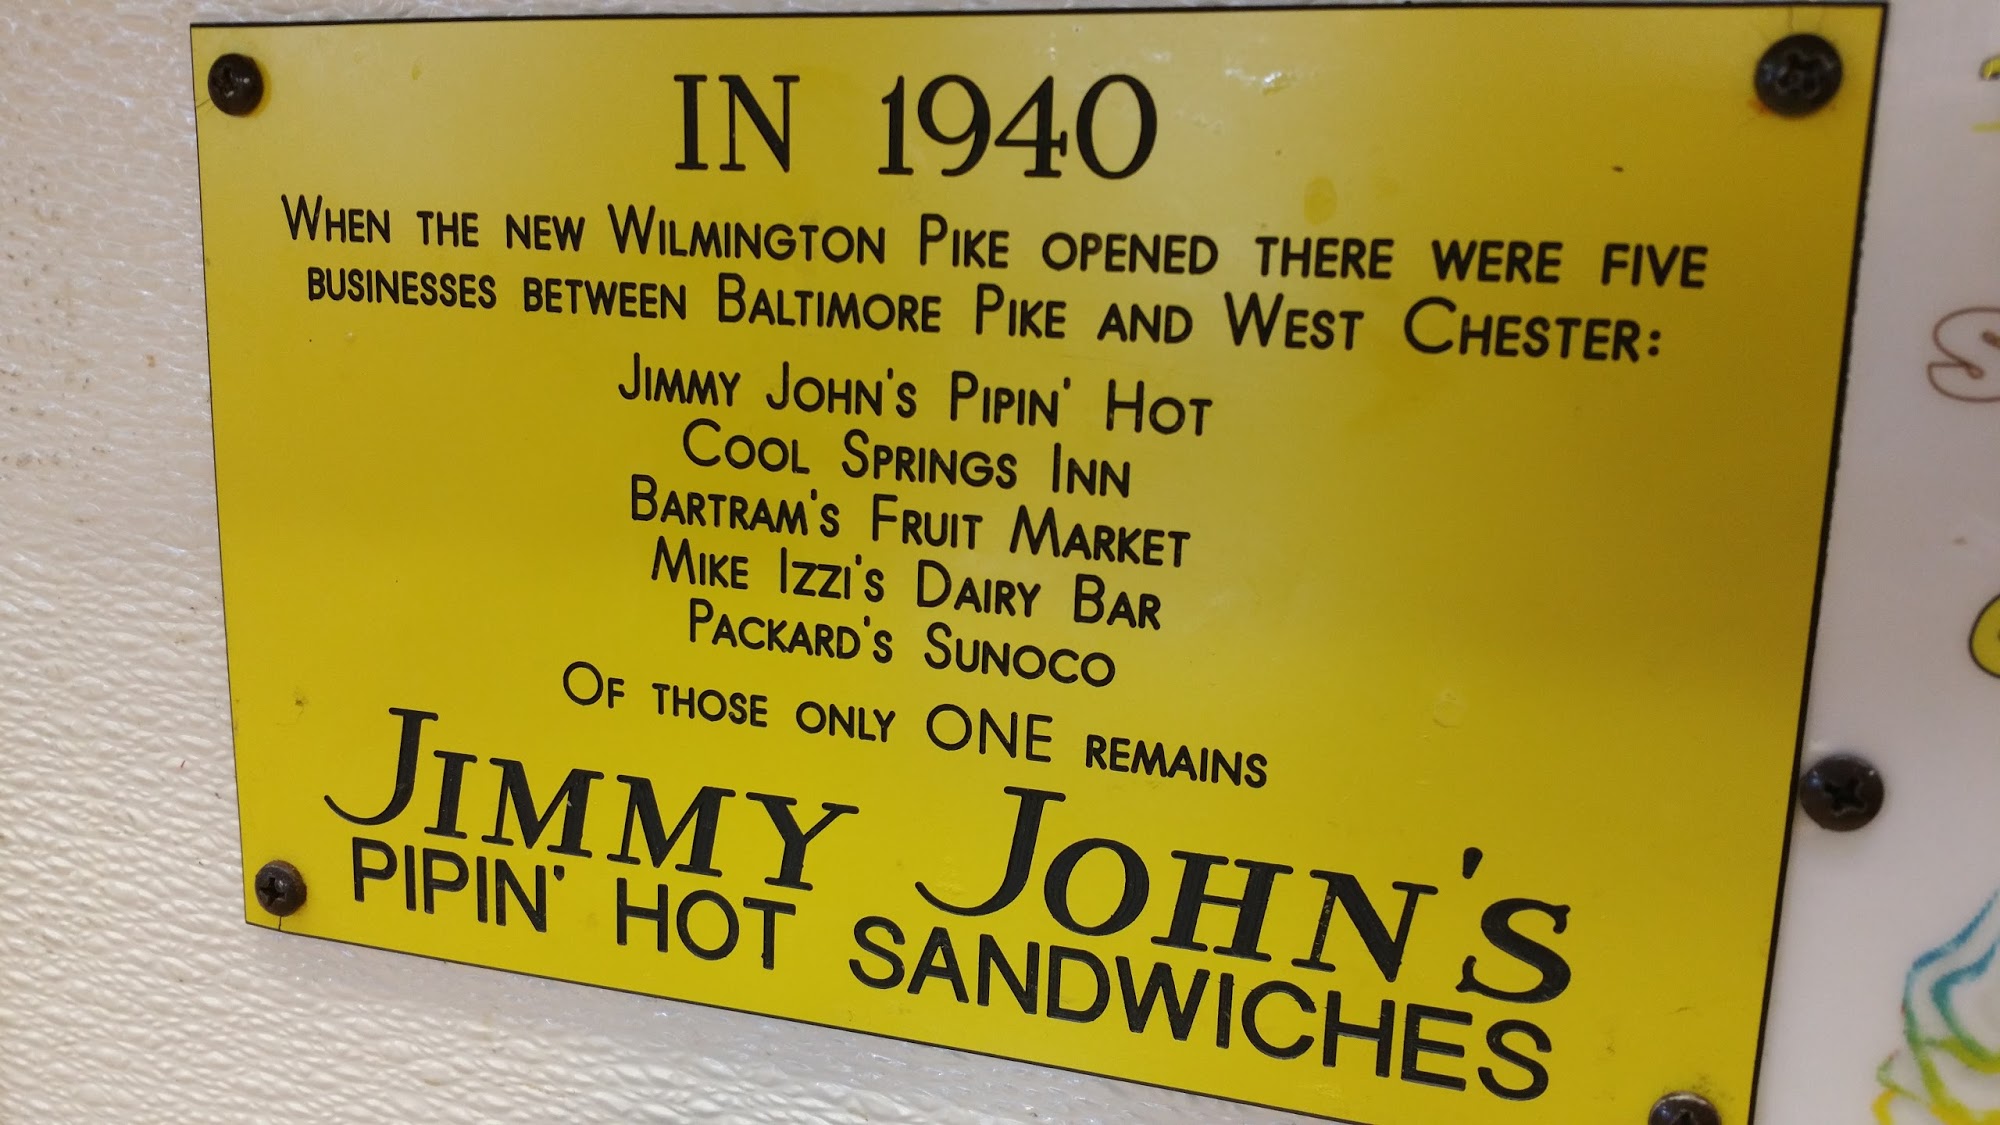 IN 1940
WHEN THE NEW WILMINGTON PIKE OPENED THERE WERE FIVE
BUSINESSES BETWEEN BALTIMORE PIKE AND WEST CHESTER:
JIMMY JOHN'S PIPIN' HOT
COOL SPRINGS INN
BARTRAM'S FRUIT MARKET
MIKE IZZI'S DAIRY BAR
PACKARD'S SUNOCO
OF THOSE ONLY ONE REMAINS
JIMMY JOHN'S
PIPIN' HOT SANDWICHES